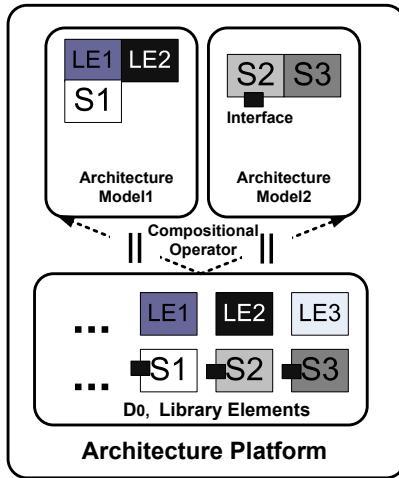 LE1 LE2
S1
Architecture
Model1
S2 S3
Interface
Architecture
Model2
||
Compositional
Operator
||
... LE1 LE2 LE3
... S1 S2 S3
D0, Library Elements
Architecture Platform